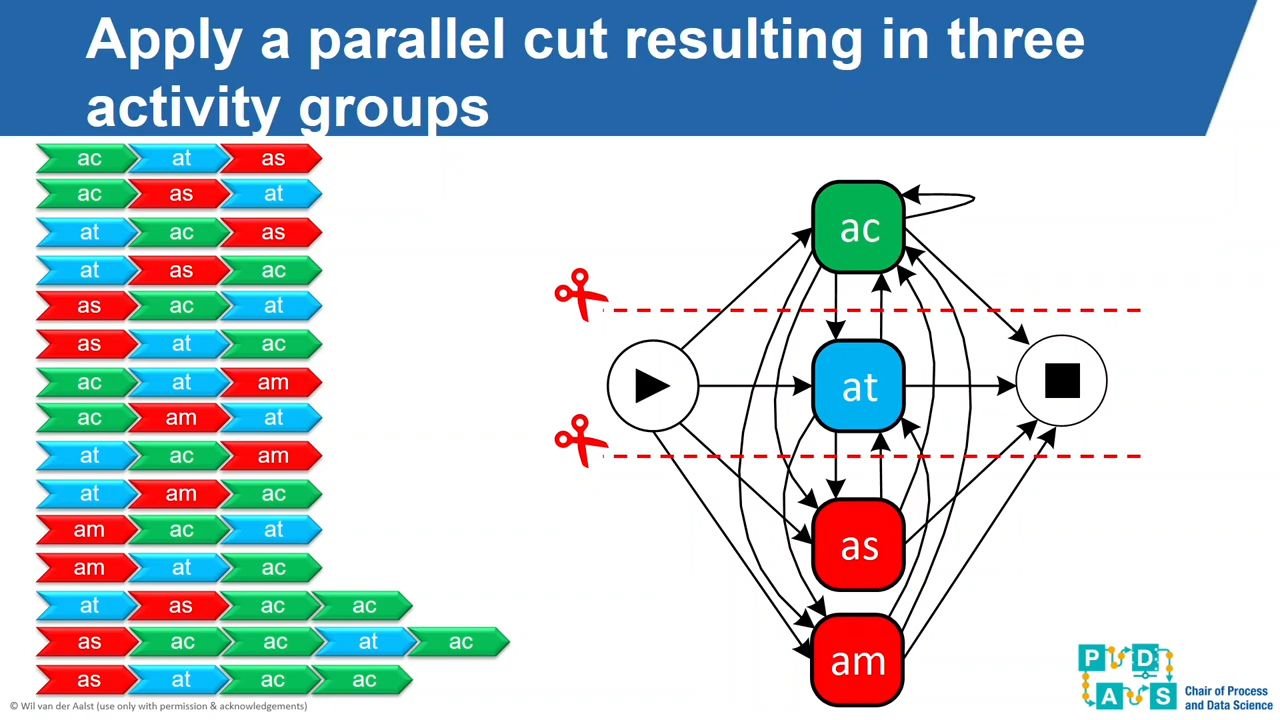 Apply a parallel cut resulting in three
activity groups
ac at as
ac as at
at ac as
at as ac
as ac at
as at ac
ac at am
ac am at
at ac am
at am ac
am ac at
am at ac
at as ac ac
as ac ac at ac
as at ac ac
ac
at
as
am
© Wil van der Aalst (use only with permission & acknowledgements)
P D
A S
Chair of Process
and Data Science